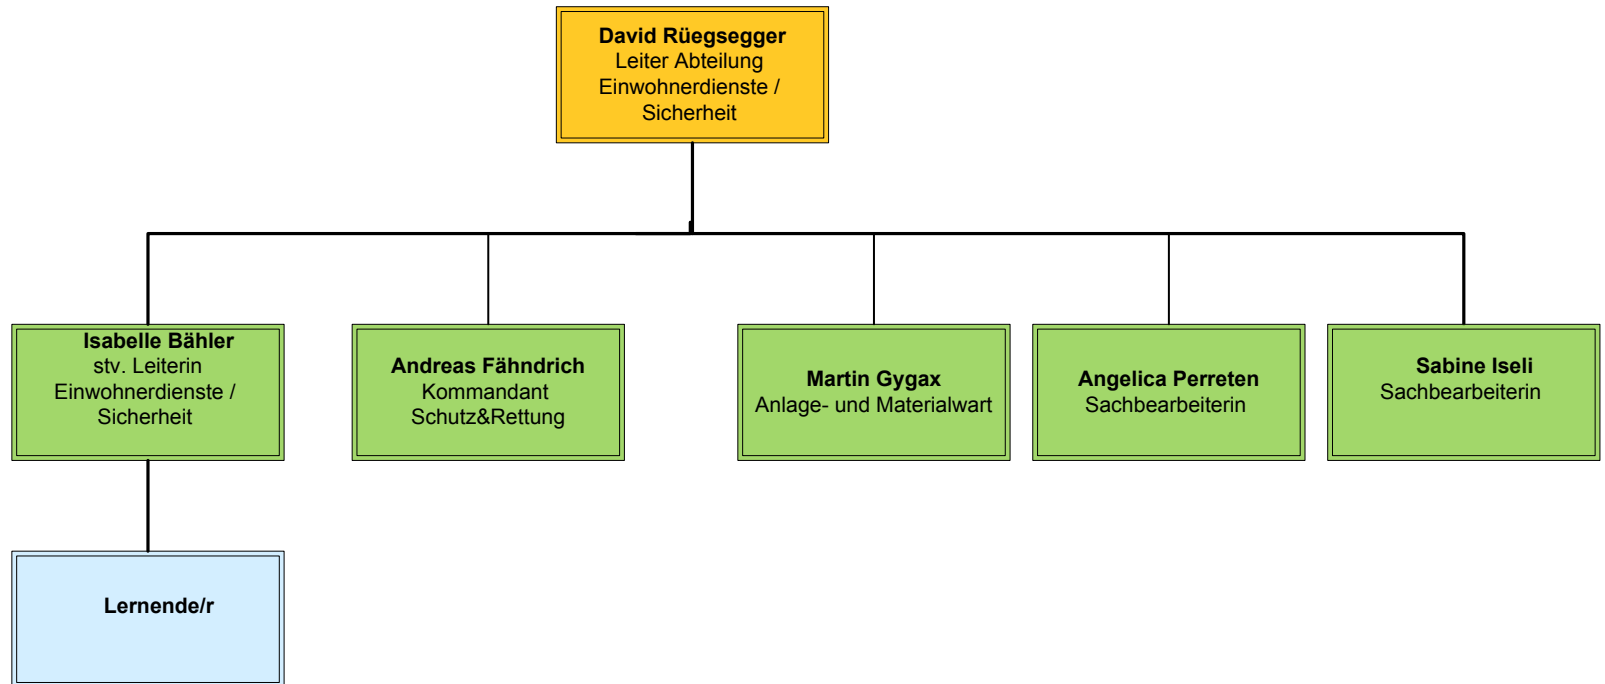 David Rüegsegger
Leiter Abteilung
Einwohnerdienste /
Sicherheit
Isabelle Bähler
stv. Leiterin
Einwohnerdienste /
Sicherheit
Andreas Fähndrich
Kommandant
Schutz&Rettung
Martin Gygax
Anlage- und Materialwart
Angelica Perreten
Sachbearbeiterin
Sabine Iseli
Sachbearbeiterin
Lernende/r